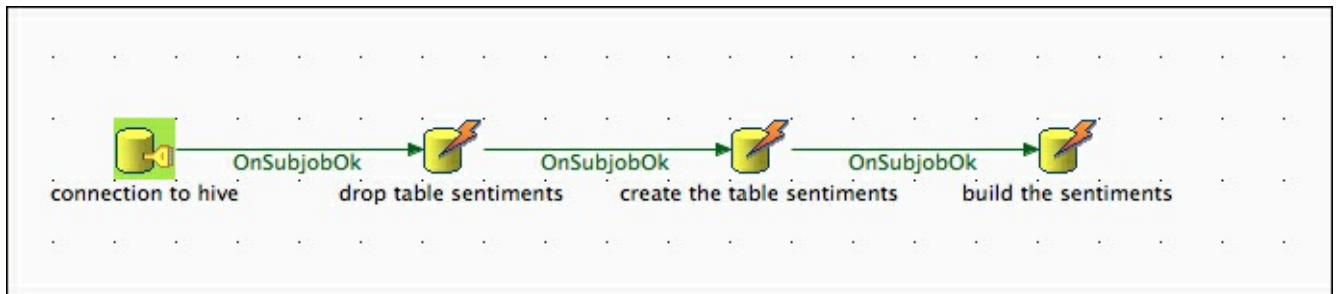 OnSubjobOk OnSubjobOk OnSubjobOk
connection to hive drop table sentiments create the table sentiments build the sentiments